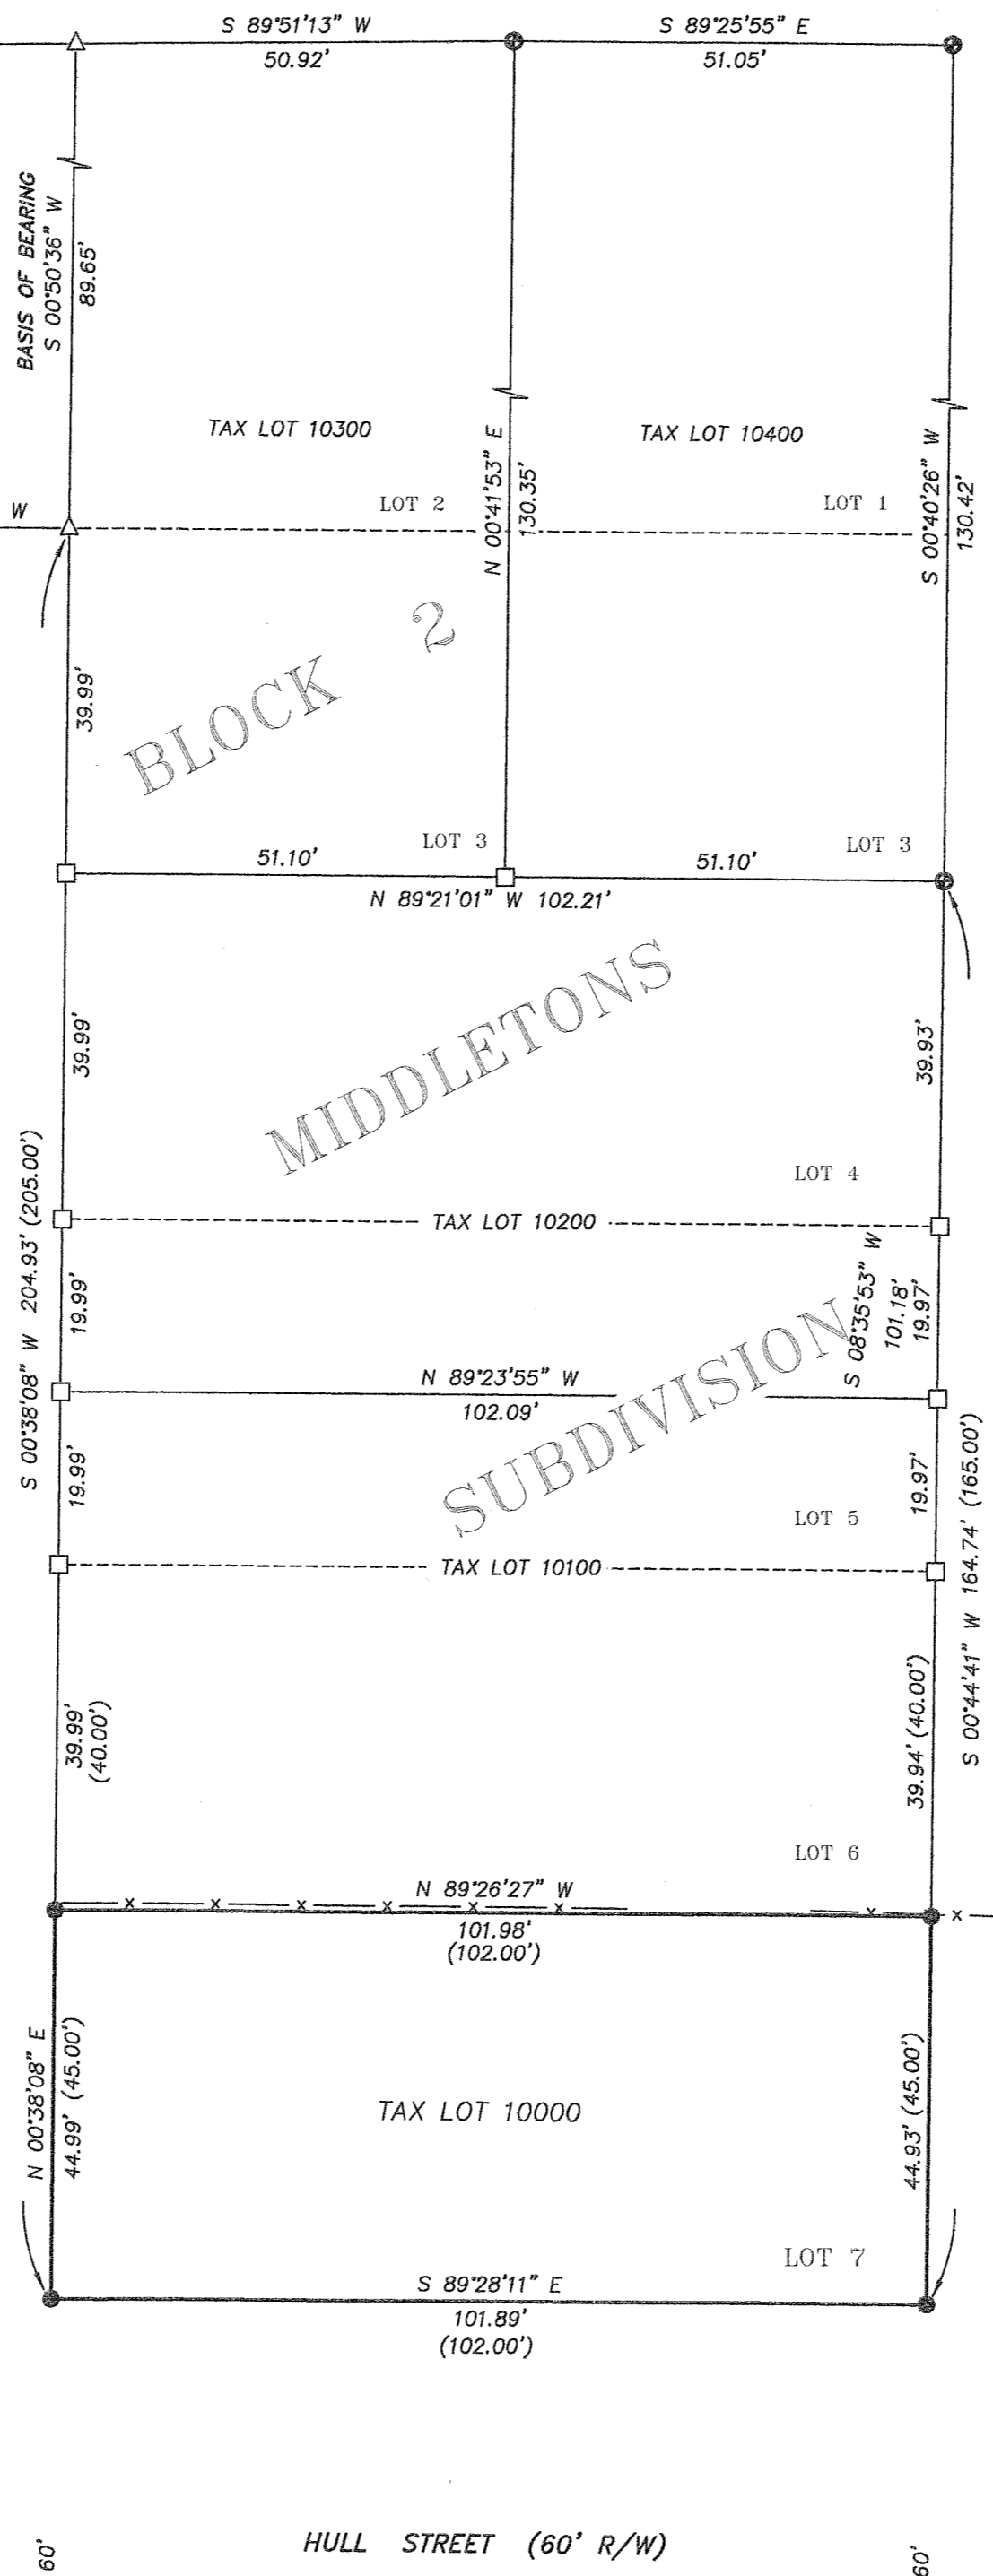 S 89°51'13" W
50.92'
S 89°25'55" E
51.05'
BASIS OF BEARING
S 00°50'36" W
89.65'
TAX LOT 10300
N 00°41'53" E
130.35'
TAX LOT 10400
S 00°40'26" W
130.42'
W
LOT 2
LOT 1
39.99'
BLOCK 2
LOT 3
LOT 3
51.10'
51.10'
N 89°21'01" W 102.21'
MIDDLETONS
39.99'
39.93'
LOT 4
S 00°38'08" W 204.93' (205.00')
TAX LOT 10200
19.99'
S 08°35'53" W
101.18'
19.97'
N 89°23'55" W
102.09'
SUBDIVISION
19.99'
19.97'
LOT 5
S 00°44'41" W 164.74' (165.00')
TAX LOT 10100
39.99'
(40.00')
39.94' (40.00')
LOT 6
N 89°26'27" W
x x x x x x x x
101.98'
(102.00')
N 00°38'08" E
44.99' (45.00')
TAX LOT 10000
44.93' (45.00')
LOT 7
S 89°28'11" E
101.89'
(102.00')
60'
HULL STREET (60' R/W)
60'